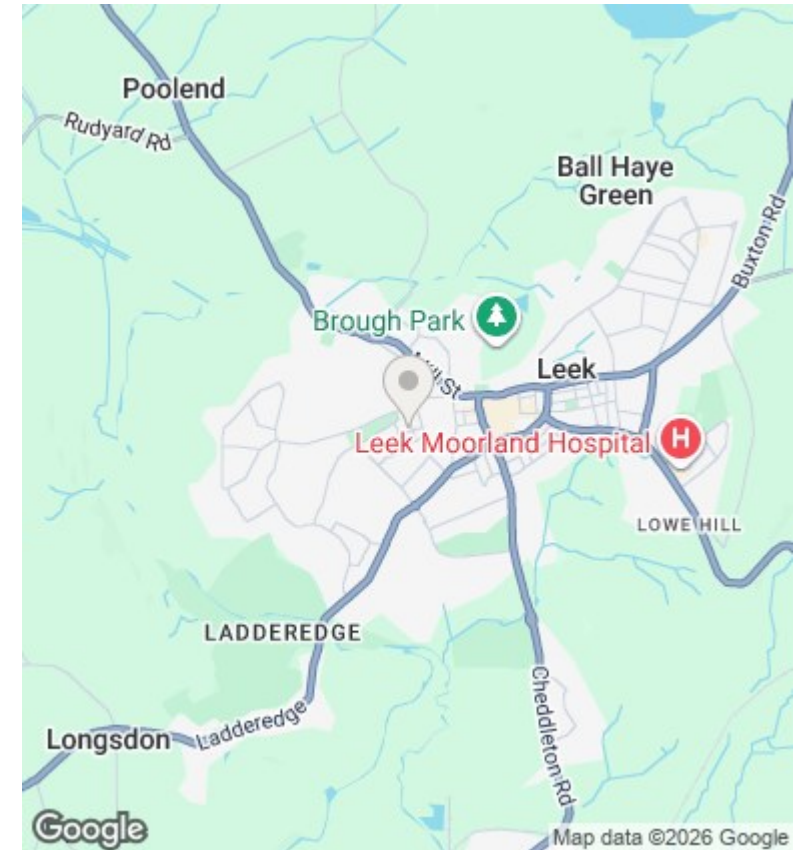 Poolend
Rudyard Rd
Ball Haye
Green
Buxton Rd
Brough Park
Leek
Leek Moorland Hospital
H
LOWE HILL
LADDEREDGE
Longsdon
Ladderedge
Cheddleton Rd
Google
Map data ©2026 Google